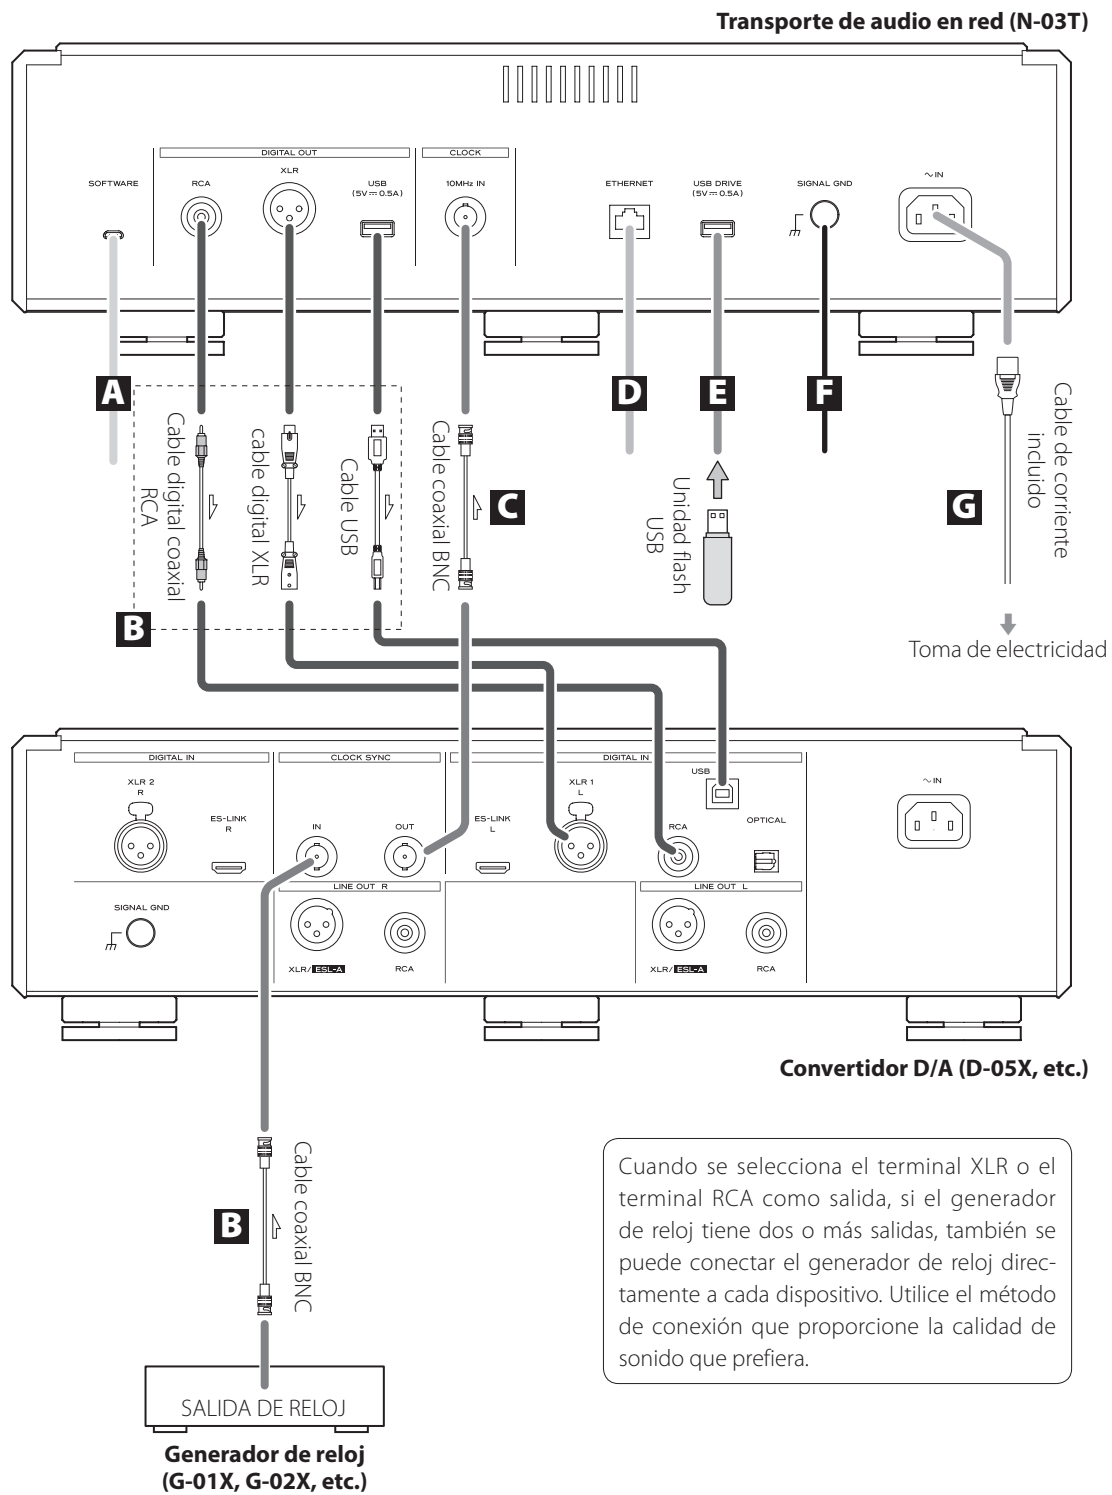 Transporte de audio en red (N-03T)
DIGITAL OUT
CLOCK
SOFTWARE
RCA
XLR
USB
(5V⎓0.5A)
10MHz IN
ETHERNET
USB DRIVE
(5V⎓0.5A)
SIGNAL GND
∼ IN
A
B
C
D
E
F
G
Cable digital coaxial
RCA
cable digital XLR
Cable USB
Cable coaxial BNC
Unidad flash
USB
Cable de corriente
incluido
Toma de electricidad
DIGITAL IN
CLOCK SYNC
DIGITAL IN
XLR 2
R
ES-LINK
R
IN
OUT
ES-LINK
L
XLR 1
L
USB
RCA
OPTICAL
∼ IN
SIGNAL GND
LINE OUT R
XLR/ESL-A
RCA
LINE OUT L
XLR/ESL-A
RCA
Convertidor D/A (D-05X, etc.)
B
Cable coaxial BNC
Cuando se selecciona el terminal XLR o el
terminal RCA como salida, si el generador
de reloj tiene dos o más salidas, también se
puede conectar el generador de reloj direc-
tamente a cada dispositivo. Utilice el método
de conexión que proporcione la calidad de
sonido que prefiera.
SALIDA DE RELOJ
Generador de reloj
(G-01X, G-02X, etc.)